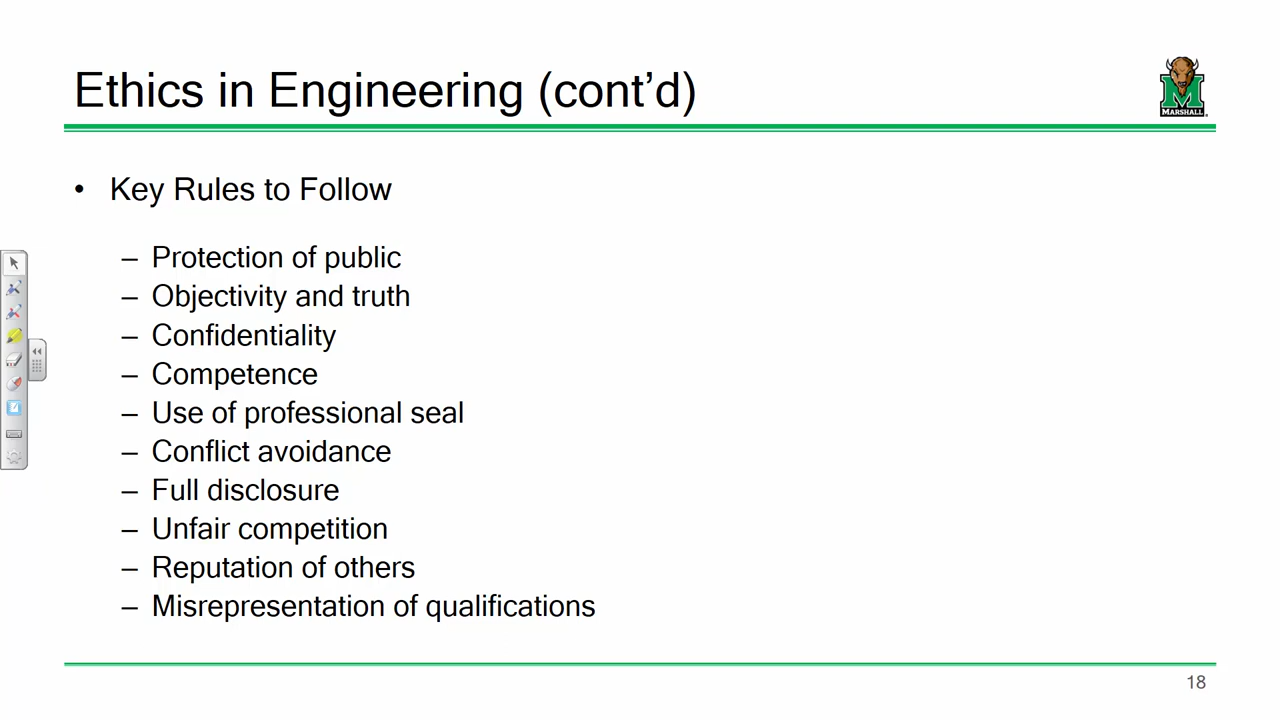 Ethics in Engineering (cont’d)
MARSHALL
• Key Rules to Follow
– Protection of public
– Objectivity and truth
– Confidentiality
– Competence
– Use of professional seal
– Conflict avoidance
– Full disclosure
– Unfair competition
– Reputation of others
– Misrepresentation of qualifications
18